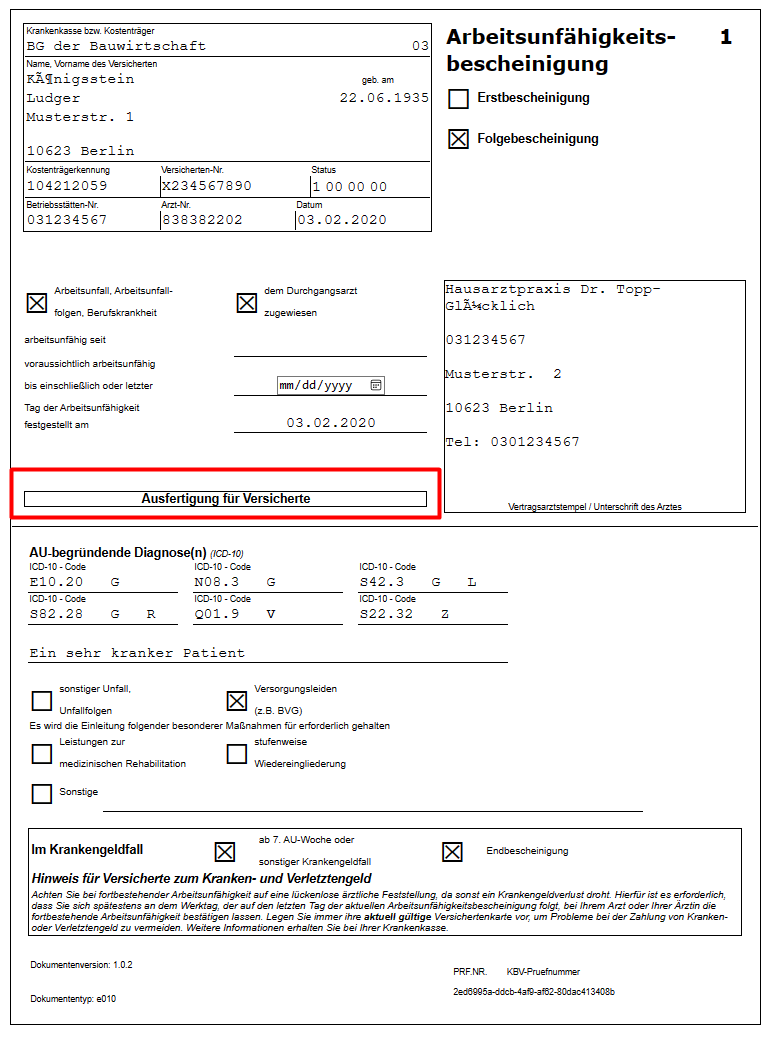 Krankenkasse bzw. Kostenträger
BG der Bauwirtschaft 03
Name, Vorname des Versicherten
KÃ¶nigsstein geb. am
Ludger 22.06.1935
Musterstr. 1
10623 Berlin
Kostenträgerkennung Versicherten-Nr. Status
104212059 X234567890 1 00 00 00
Betriebsstätten-Nr. Arzt-Nr. Datum
031234567 838382202 03.02.2020
Arbeitsunfähigkeits- 1
bescheinigung
Erstbescheinigung
Folgebescheinigung
Arbeitsunfall, Arbeitsunfall-
folgen, Berufskrankheit
dem Durchgangsarzt
zugewiesen
arbeitsunfähig seit
voraussichtlich arbeitsunfähig
bis einschließlich oder letzter mm/dd/yyyy
Tag der Arbeitsunfähigkeit
festgestellt am 03.02.2020
Hausarztpraxis Dr. Topp-
GlÃ¼cklich
031234567
Musterstr. 2
10623 Berlin
Tel: 0301234567
Vertragsarztstempel / Unterschrift des Arztes
Ausfertigung für Versicherte
AU-begründende Diagnose(n) (ICD-10)
ICD-10 - Code ICD-10 - Code ICD-10 - Code
E10.20 G N08.3 G S42.3 G L
ICD-10 - Code ICD-10 - Code ICD-10 - Code
S82.28 G R Q01.9 V S22.32 Z
Ein sehr kranker Patient
sonstiger Unfall,
Unfallfolgen
Versorgungsleiden
(z.B. BVG)
Es wird die Einleitung folgender besonderer Maßnahmen für erforderlich gehalten
Leistungen zur
medizinischen Rehabilitation
stufenweise
Wiedereingliederung
Sonstige
Im Krankengeldfall
ab 7. AU-Woche oder
sonstiger Krankengeldfall
Endbescheinigung
Hinweis für Versicherte zum Kranken- und Verletztengeld
Achten Sie bei fortbestehender Arbeitsunfähigkeit auf eine lückenlose ärztliche Feststellung, da sonst ein Krankengeldverlust droht. Hierfür ist es erforderlich,
dass Sie sich spätestens an dem Werktag, der auf den letzten Tag der aktuellen Arbeitsunfähigkeitsbescheinigung folgt, bei Ihrem Arzt oder Ihrer Ärztin die
fortbestehende Arbeitsunfähigkeit bestätigen lassen. Legen Sie immer ihre aktuell gültige Versichertenkarte vor, um Probleme bei der Zahlung von Kranken-
oder Verletztengeld zu vermeiden. Weitere Informationen erhalten Sie bei Ihrer Krankenkasse.
Dokumentenversion: 1.0.2
Dokumententyp: e010
PRF.NR. KBV-Pruefnummer
2ed6995a-ddcb-4af9-af62-80dac413408b